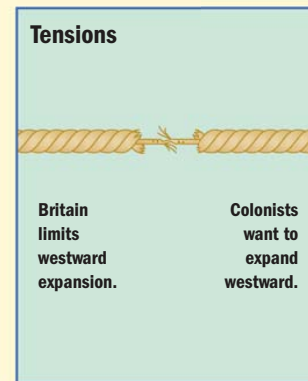 Tensions
Britain
limits
westward
expansion.
Colonists
want to
expand
westward.